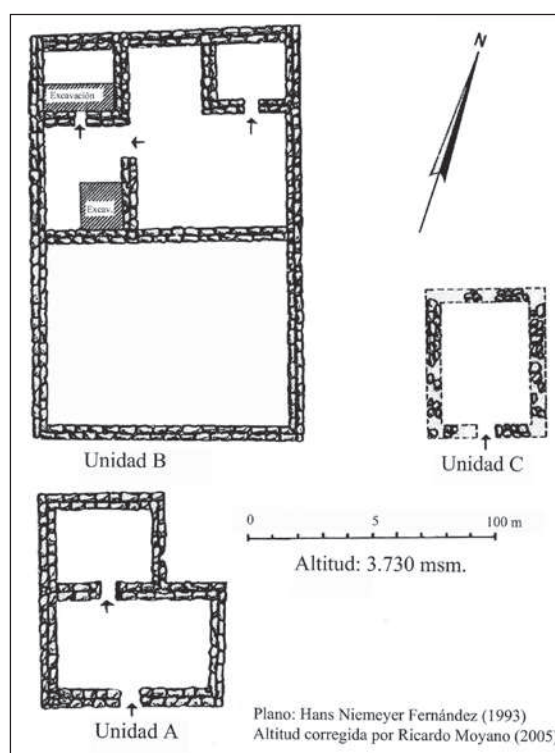 N
Excavación
Excav.
Unidad B
Unidad C
0 5 100 m
Altitud: 3.730 msm.
Unidad A
Plano: Hans Niemeyer Fernández (1993)
Altitud corregida por Ricardo Moyano (2005)